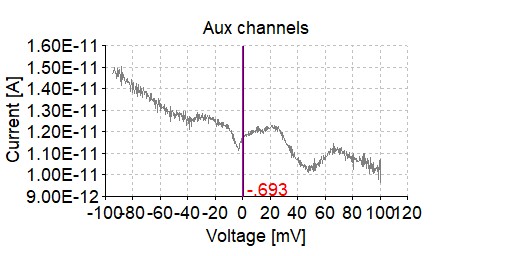 Aux channels
1.60E-11
1.50E-11
1.40E-11
1.30E-11
1.20E-11
1.10E-11
1.00E-11
9.00E-12
Current [A]
-.693
-100 -80 -60 -40 -20 0 20 40 60 80 100 120
Voltage [mV]